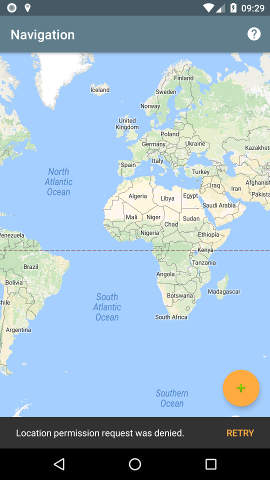 09:29
Navigation
?
Iceland
Finland
Sweden
Norway
United
Kingdom
Poland
Germany
Ukraine
Kazakhstan
Italy
Spain
Turkey
North
Atlantic
Ocean
Iraq
Iran
Afghanistan
Pakis
Algeria
Libya
Egypt
Saudi Arabia
Mali
Niger
Sudan
Chad
Nigeria
Ethiopia
Venezuela
Kenya
Brazil
Tanzania
Angola
Bolivia
South
Atlantic
Ocean
Botswana
Madagascar
Chile
South Africa
Argentina
Southern
Ocean
Location permission request was denied.
RETRY